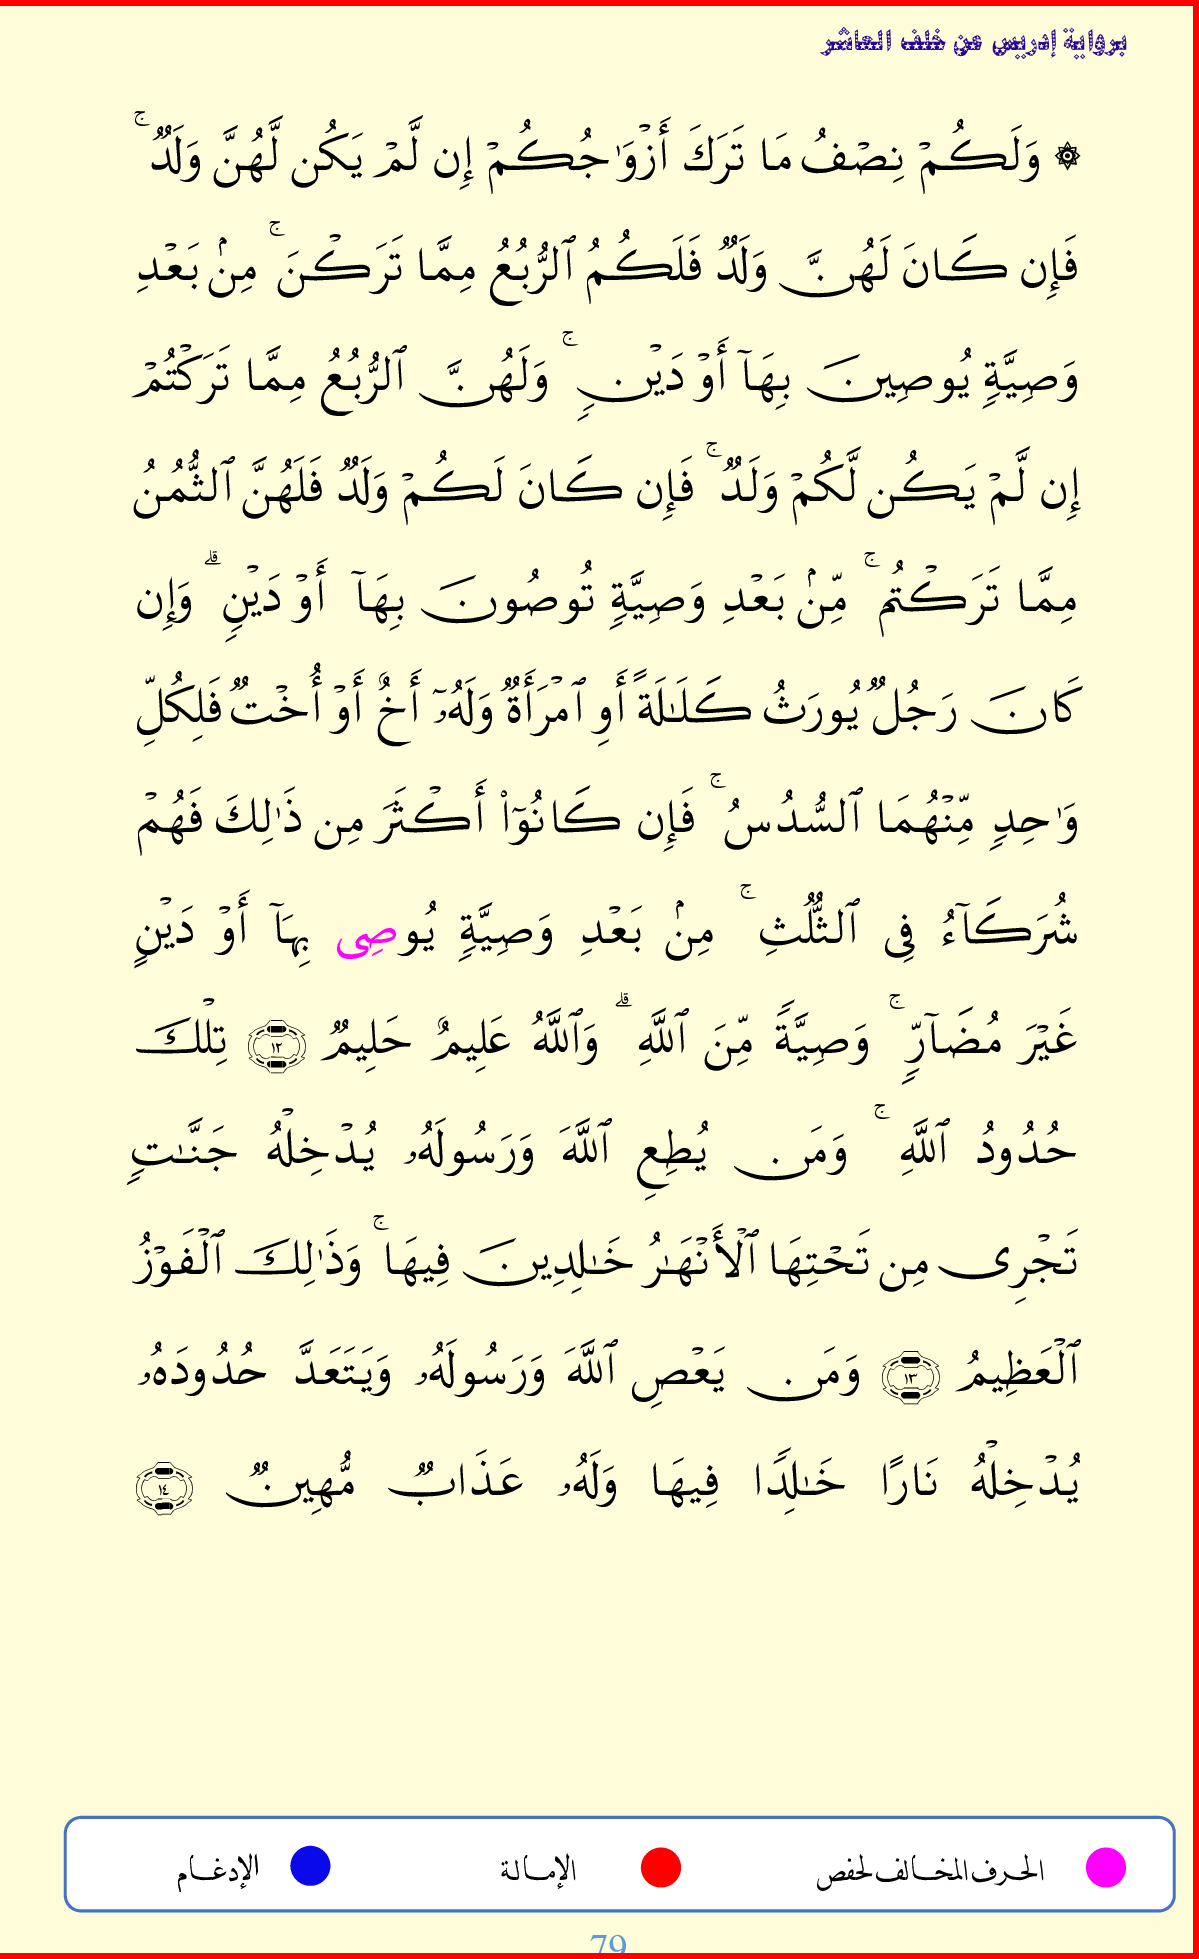 برواية إدريس عن خلف العاشر
۞ وَلَكُمۡ نِصۡفُ مَا تَرَكَ أَزۡوَٰجُكُمۡ إِن لَّمۡ يَكُن لَّهُنَّ وَلَدٞۚ
فَإِن كَانَ لَهُنَّ وَلَدٞ فَلَكُمُ ٱلرُّبُعُ مِمَّا تَرَكۡنَۚ مِنۢ بَعۡدِ
وَصِيَّةٖ يُوصِينَ بِهَآ أَوۡ دَيۡنٖۚ وَلَهُنَّ ٱلرُّبُعُ مِمَّا تَرَكۡتُمۡ
إِن لَّمۡ يَكُن لَّكُمۡ وَلَدٞۚ فَإِن كَانَ لَكُمۡ وَلَدٞ فَلَهُنَّ ٱلثُّمُنُ
مِمَّا تَرَكۡتُمۚ مِّنۢ بَعۡدِ وَصِيَّةٖ تُوصُونَ بِهَآ أَوۡ دَيۡنٖۗ وَإِن
كَانَ رَجُلٞ يُورَثُ كَلَٰلَةً أَوِ ٱمۡرَأَةٞ وَلَهُۥٓ أَخٌ أَوۡ أُخۡتٞ فَلِكُلِّ
وَٰحِدٖ مِّنۡهُمَا ٱلسُّدُسُۚ فَإِن كَانُوٓاْ أَكۡثَرَ مِن ذَٰلِكَ فَهُمۡ
شُرَكَآءُ فِي ٱلثُّلُثِۚ مِنۢ بَعۡدِ وَصِيَّةٖ يُوصِي بِهَآ أَوۡ دَيۡنٍ
غَيۡرَ مُضَآرّٖۚ وَصِيَّةٗ مِّنَ ٱللَّهِۗ وَٱللَّهُ عَلِيمٌ حَلِيمٞ ١٢ تِلۡكَ
حُدُودُ ٱللَّهِۚ وَمَن يُطِعِ ٱللَّهَ وَرَسُولَهُۥ يُدۡخِلۡهُ جَنَّٰتٖ
تَجۡرِي مِن تَحۡتِهَا ٱلۡأَنۡهَٰرُ خَٰلِدِينَ فِيهَاۚ وَذَٰلِكَ ٱلۡفَوۡزُ
ٱلۡعَظِيمُ ١٣ وَمَن يَعۡصِ ٱللَّهَ وَرَسُولَهُۥ وَيَتَعَدَّ حُدُودَهُۥ
يُدۡخِلۡهُ نَارًا خَٰلِدٗا فِيهَا وَلَهُۥ عَذَابٞ مُّهِينٞ ١٤
الحرف المخالف لحفص الإمالة الإدغام
79